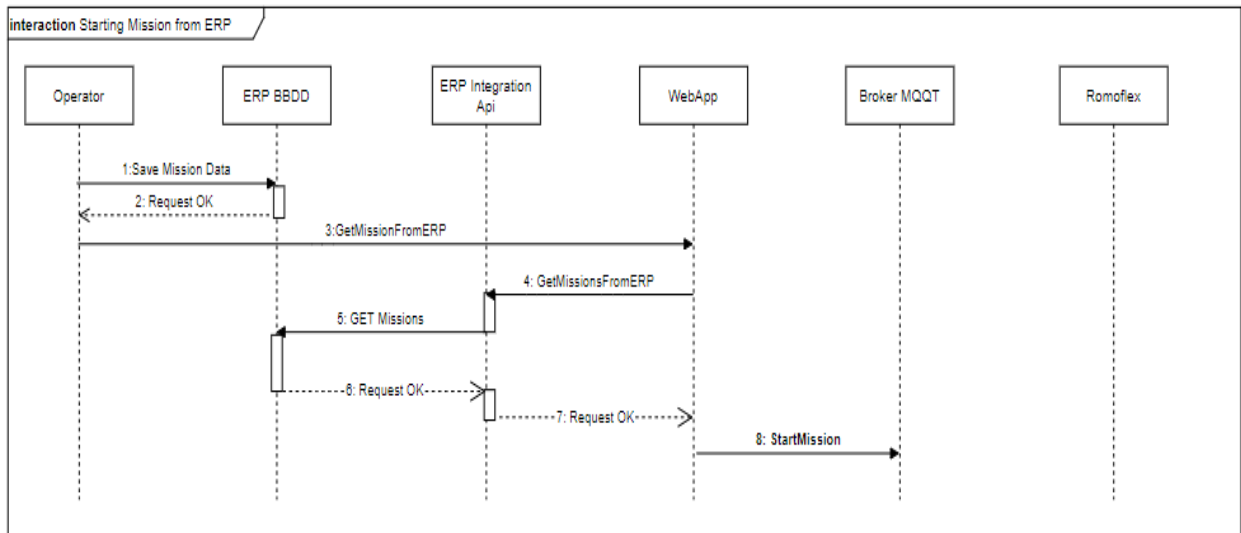 interaction Starting Mission from ERP
Operator
ERP BBDD
ERP Integration
Api
WebApp
Broker MQQT
Romoflex
1:Save Mission Data
2: Request OK
3:GetMissionFromERP
4: GetMissionsFromERP
5: GET Missions
6: Request OK
7: Request OK
8: StartMission